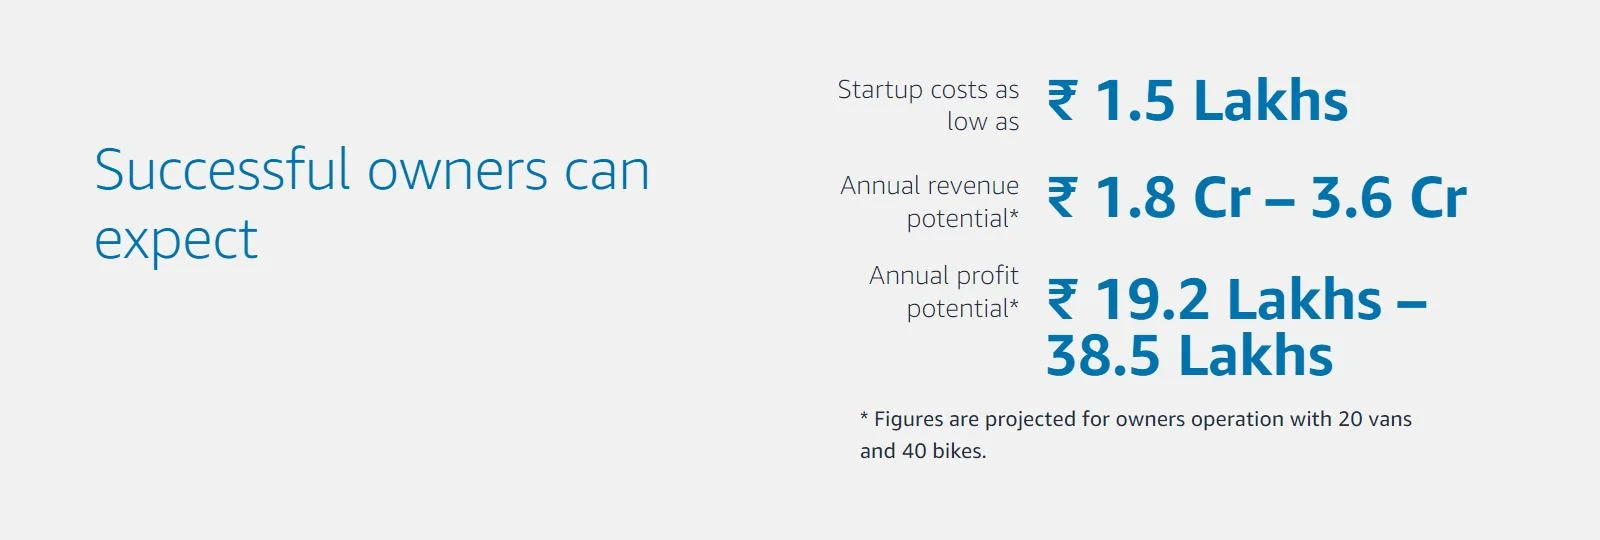 Successful owners can
expect
Startup costs as
low as
₹ 1.5 Lakhs
Annual revenue
potential*
₹ 1.8 Cr – 3.6 Cr
Annual profit
potential*
₹ 19.2 Lakhs –
38.5 Lakhs
* Figures are projected for owners operation with 20 vans
and 40 bikes.